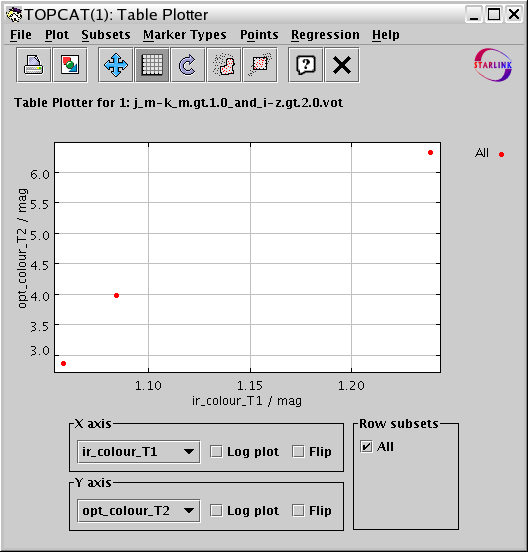 TOPCAT(1): Table Plotter
File Plot Subsets Marker Types Points Regression Help
STARLINK
Table Plotter for 1: j_m-k_m.gt.1.0_and_i-z.gt.2.0.vot
All
opt_colour_T2 / mag
6.0
5.5
5.0
4.5
4.0
3.5
3.0
1.10 1.15 1.20
ir_colour_T1 / mag
X axis
ir_colour_T1 Log plot Flip
Y axis
opt_colour_T2 Log plot Flip
Row subsets
All